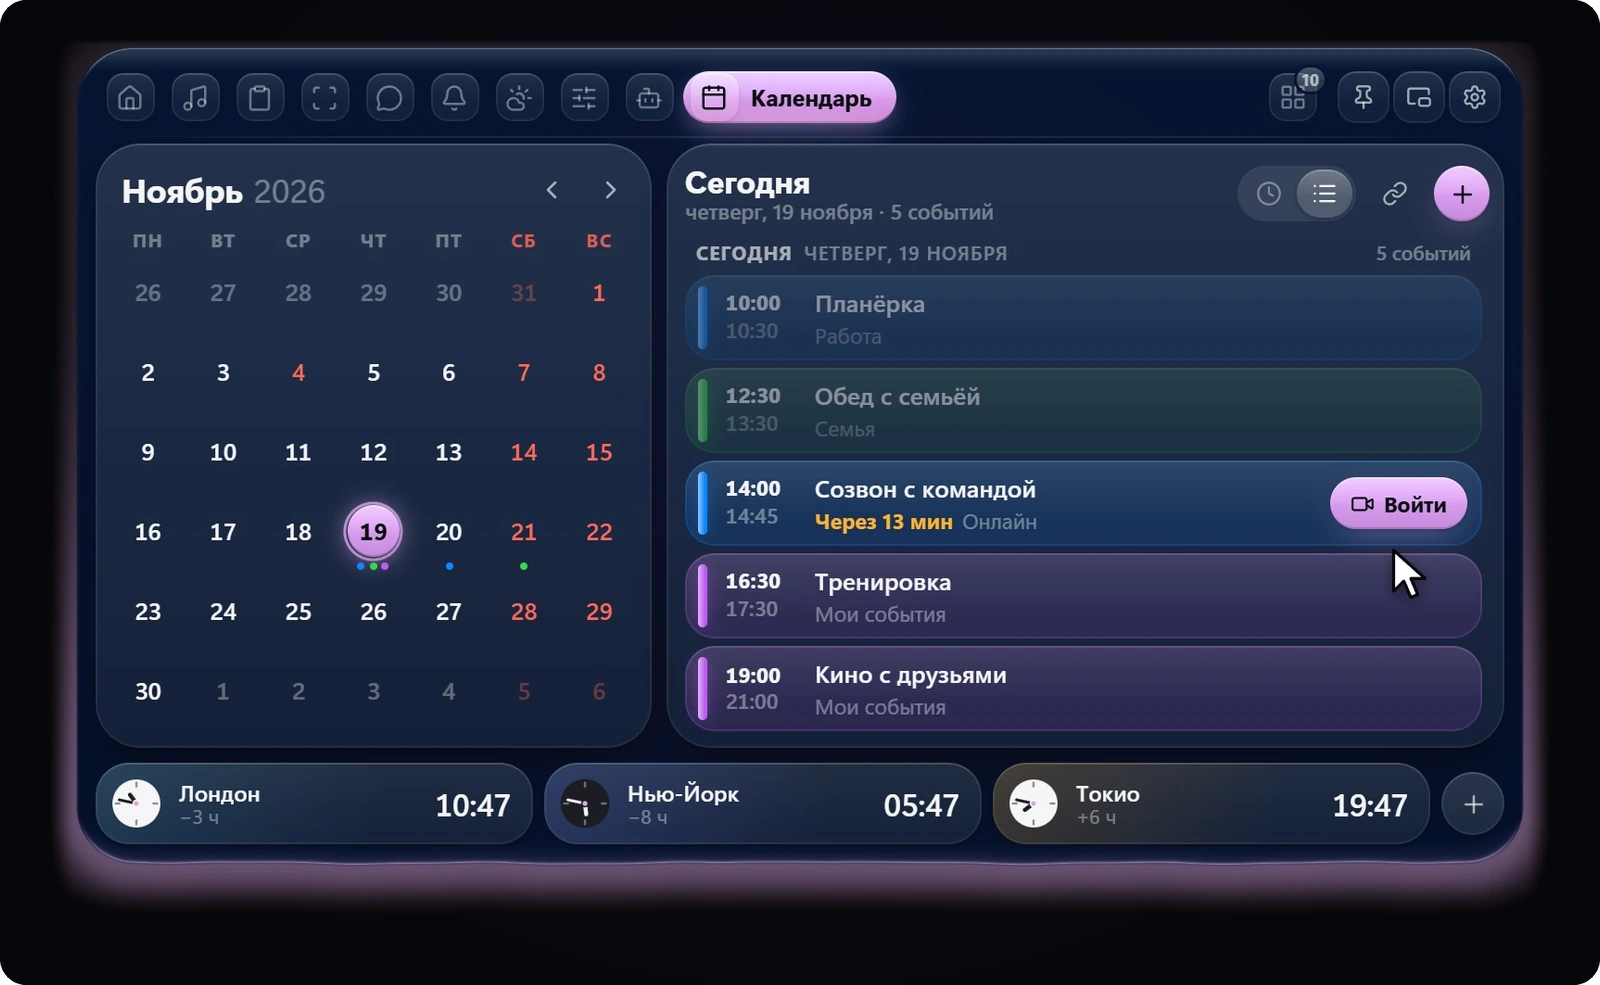 Календарь
10
Ноябрь 2026
ПН ВТ СР ЧТ ПТ СБ ВС
26 27 28 29 30 31 1
2 3 4 5 6 7 8
9 10 11 12 13 14 15
16 17 18 19 20 21 22
23 24 25 26 27 28 29
30 1 2 3 4 5 6
Сегодня
четверг, 19 ноября · 5 событий
СЕГОДНЯ ЧЕТВЕРГ, 19 НОЯБРЯ 5 событий
10:00 Планёрка
10:30 Работа
12:30 Обед с семьёй
13:30 Семья
14:00 Созвон с командой
14:45 Через 13 мин Онлайн
Войти
16:30 Тренировка
17:30 Мои события
19:00 Кино с друзьями
21:00 Мои события
Лондон
−3 ч
10:47
Нью-Йорк
−8 ч
05:47
Токио
+6 ч
19:47